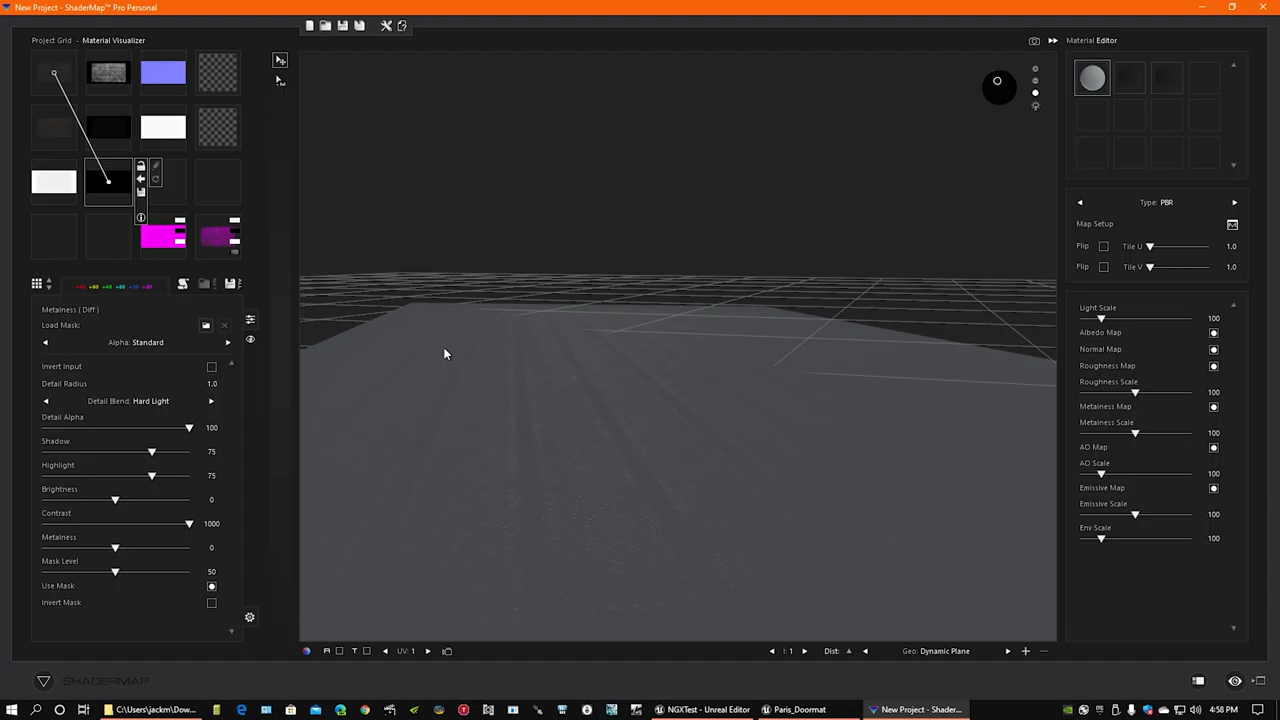 New Project - ShaderMap™ Pro Personal
Project Grid - Material Visualizer
Material Editor
Type: PBR
Map Setup
Flip Tile U 1.0
Flip Tile V 1.0
Metalness ( Diff )
Load Mask:
Alpha: Standard
Invert Input
Detail Radius 1.0
Detail Blend: Hard Light
Detail Alpha
100
Shadow
75
Highlight
75
Brightness
0
Contrast
1000
Metalness
0
Mask Level
50
Use Mask
Invert Mask
Light Scale
100
Albedo Map
Normal Map
Roughness Map
Roughness Scale
100
Metalness Map
Metalness Scale
100
AO Map
AO Scale
100
Emissive Map
Emissive Scale
100
Env Scale
100
R T UV: 1 I: 1 Dist: Geo: Dynamic Plane
SHADERMAP
C:\Users\jackrn\Dow... NGXTest - Unreal Editor Paris_Doormat New Project - Shader... 4:58 PM